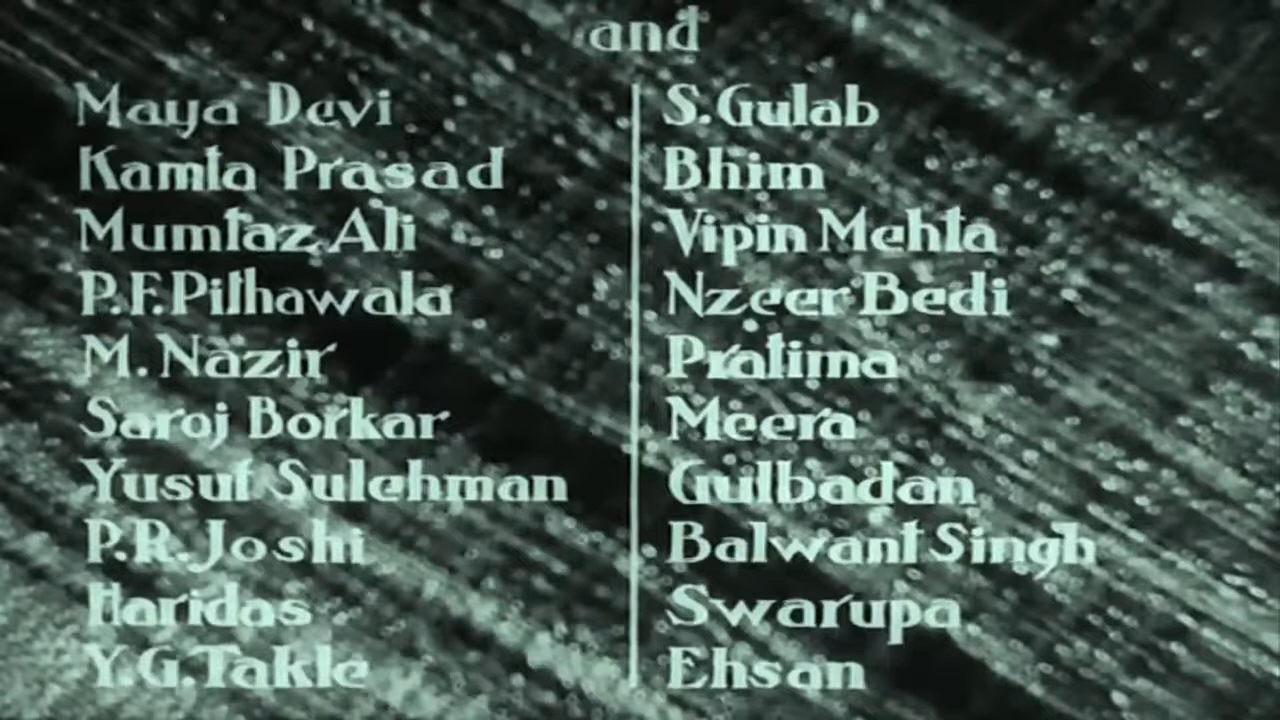 and
Maya Devi
Kamta Prasad
Mumtaz Ali
P.F.Pithawala
M. Nazir
Saroj Borkar
Yusuf Sulehman
P.R.Joshi
Haridas
Y.G.Takle
S.Gulab
Bhim
Vipin Mehta
Nzeer Bedi
Pratima
Meera
Gulbadan
Balwant Singh
Swarupa
Ehsan